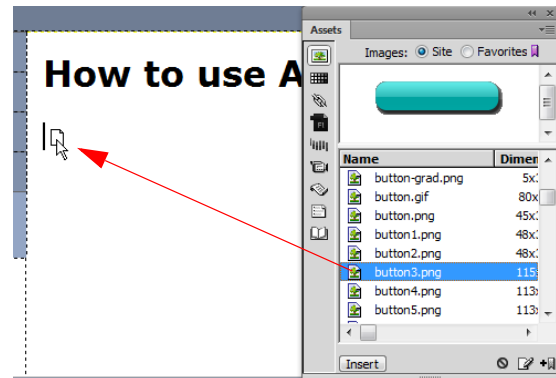 Assets
Images: Site Favorites
How to use A
Name Dimen
button-grad.png 5x
button.gif 80x
button.png 45x
button1.png 48x
button2.png 48x
button3.png 115
button4.png 113
button5.png 113
Insert